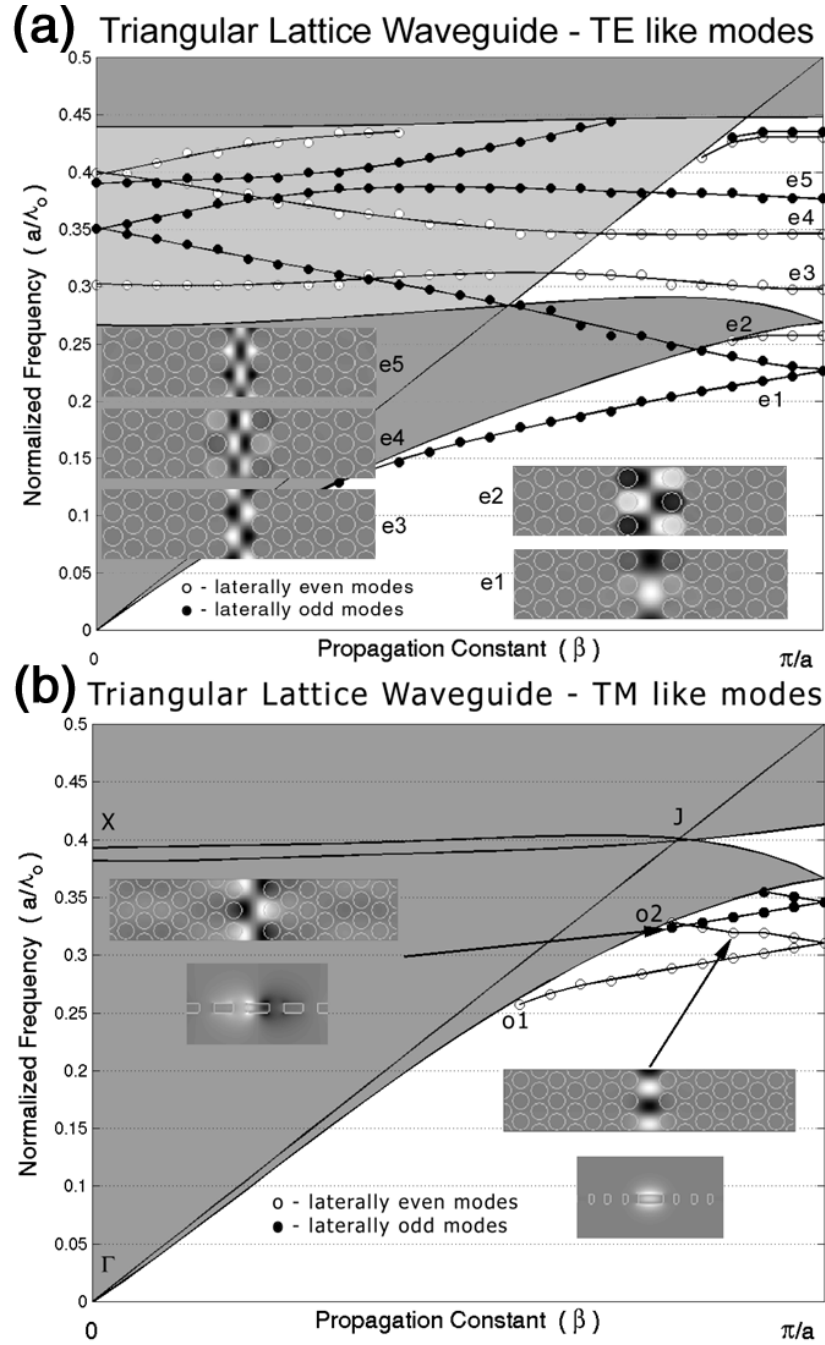 (a) Triangular Lattice Waveguide - TE like modes
0.5
0.45
0.4
0.35
0.3
0.25
0.2
0.15
0.1
0.05
0
Normalized Frequency ( a/λo )
e5
e4
e3
e2
e1
e5
e4
e3
e2
e1
○ - laterally even modes
● - laterally odd modes
0
Propagation Constant ( β )
π/a
(b) Triangular Lattice Waveguide - TM like modes
0.5
0.45
0.4
0.35
0.3
0.25
0.2
0.15
0.1
0.05
0
Normalized Frequency ( a/λo )
X
J
o2
o1
Γ
○ - laterally even modes
● - laterally odd modes
0
Propagation Constant ( β )
π/a